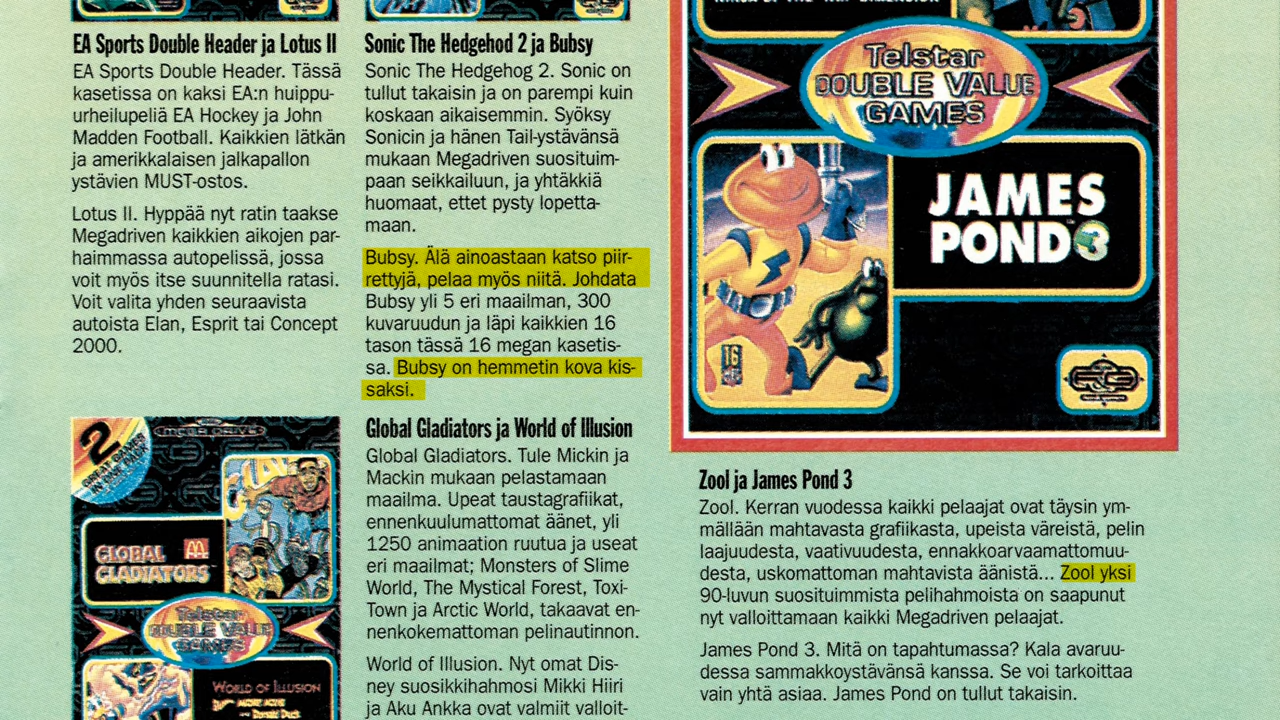 EA Sports Double Header ja Lotus II
EA Sports Double Header. Tässä
kasetissa on kaksi EA:n huippu-
urheilupeliä EA Hockey ja John
Madden Football. Kaikkien lätkän
ja amerikkalaisen jalkapallon
ystävien MUST-ostos.
Lotus II. Hyppää nyt ratin taakse
Megadriven kaikkien aikojen par-
haimmassa autopelissä, jossa
voit myös itse suunnitella ratasi.
Voit valita yhden seuraavista
autoista Elan, Esprit tai Concept
2000.
2
MEGA DRIVE
GLOBAL
GLADIATORS
Telstar
DOUBLE VALUE
GAMES
WORLD OF ILLUSION
Sonic The Hedgehod 2 ja Bubsy
Sonic The Hedgehog 2. Sonic on
tullut takaisin ja on parempi kuin
koskaan aikaisemmin. Syöksy
Sonicin ja hänen Tail-ystävänsä
mukaan Megadriven suosituim-
paan seikkailuun, ja yhtäkkiä
huomaat, ettet pysty lopetta-
maan.
Bubsy. Älä ainoastaan katso piir-
rettyjä, pelaa myös niitä. Johdata
Bubsy yli 5 eri maailman, 300
kuvaruudun ja läpi kaikkien 16
tason tässä 16 megan kasetis-
sa. Bubsy on hemmetin kova kis-
saksi.
Global Gladiators ja World of Illusion
Global Gladiators. Tule Mickin ja
Mackin mukaan pelastamaan
maailma. Upeat taustagrafiikat,
ennenkuulumattomat äänet, yli
1250 animaation ruutua ja useat
eri maailmat; Monsters of Slime
World, The Mystical Forest, Toxi-
Town ja Arctic World, takaavat en-
nenkokemattoman pelinautinnon.
World of Illusion. Nyt omat Dis-
ney suosikkihahmosi Mikki Hiiri
ja Aku Ankka ovat valmiit valloit-
Telstar
DOUBLE VALUE
GAMES
JAMES
POND 3
16
Zool ja James Pond 3
Zool. Kerran vuodessa kaikki pelaajat ovat täysin ym-
mällään mahtavasta grafiikasta, upeista väreistä, pelin
laajuudesta, vaativuudesta, ennakkoarvaamattomuu-
desta, uskomattoman mahtavista äänistä... Zool yksi
90-luvun suosituimmista pelihahmoista on saapunut
nyt valloittamaan kaikki Megadriven pelaajat.
James Pond 3. Mitä on tapahtumassa? Kala avaruu-
dessa sammakkoystävänsä kanssa. Se voi tarkoittaa
vain yhtä asiaa. James Pond on tullut takaisin.